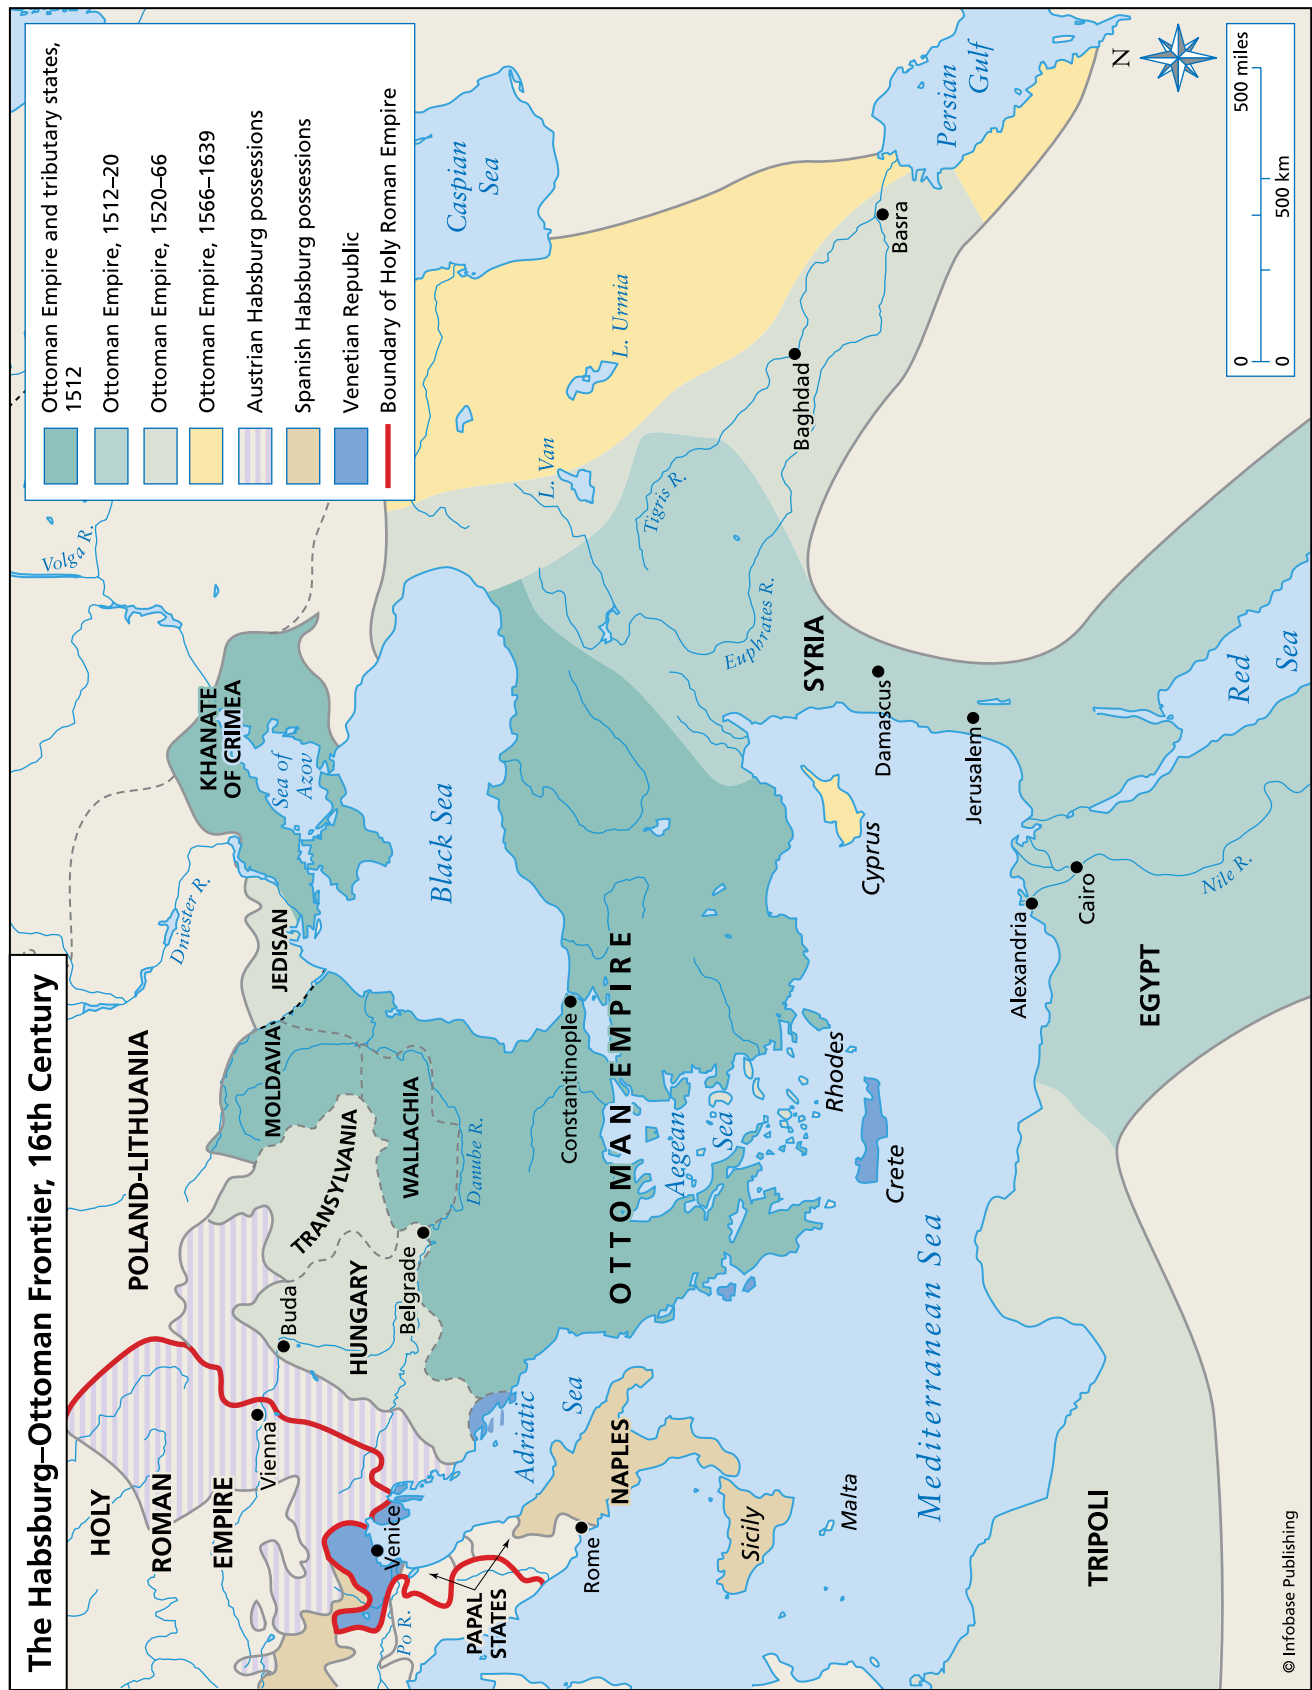 The Habsburg–Ottoman Frontier, 16th Century
Ottoman Empire and tributary states,
1512
Ottoman Empire, 1512–20
Ottoman Empire, 1520–66
Ottoman Empire, 1566–1639
Austrian Habsburg possessions
Spanish Habsburg possessions
Venetian Republic
Boundary of Holy Roman Empire
HOLY
ROMAN
EMPIRE
POLAND–LITHUANIA
Dniester R.
KHANATE
OF CRIMEA
Sea of
Azov
Volga R.
JEDISAN
MOLDAVIA
TRANSYLVANIA
WALLACHIA
Vienna
Buda
HUNGARY
Belgrade
Danube R.
Venice
Po R.
PAPAL
STATES
Rome
Adriatic
Sea
NAPLES
Sicily
Malta
Black Sea
Caspian
Sea
Constantinople
OTTOMAN EMPIRE
Aegean
Sea
Rhodes
Crete
Cyprus
L. Van
L. Urmia
Tigris R.
Euphrates R.
Baghdad
Basra
Persian
Gulf
SYRIA
Damascus
Jerusalem
Mediterranean Sea
Alexandria
Cairo
Nile R.
EGYPT
Red
Sea
TRIPOLI
N
0
500 miles
0
500 km
© Infobase Publishing